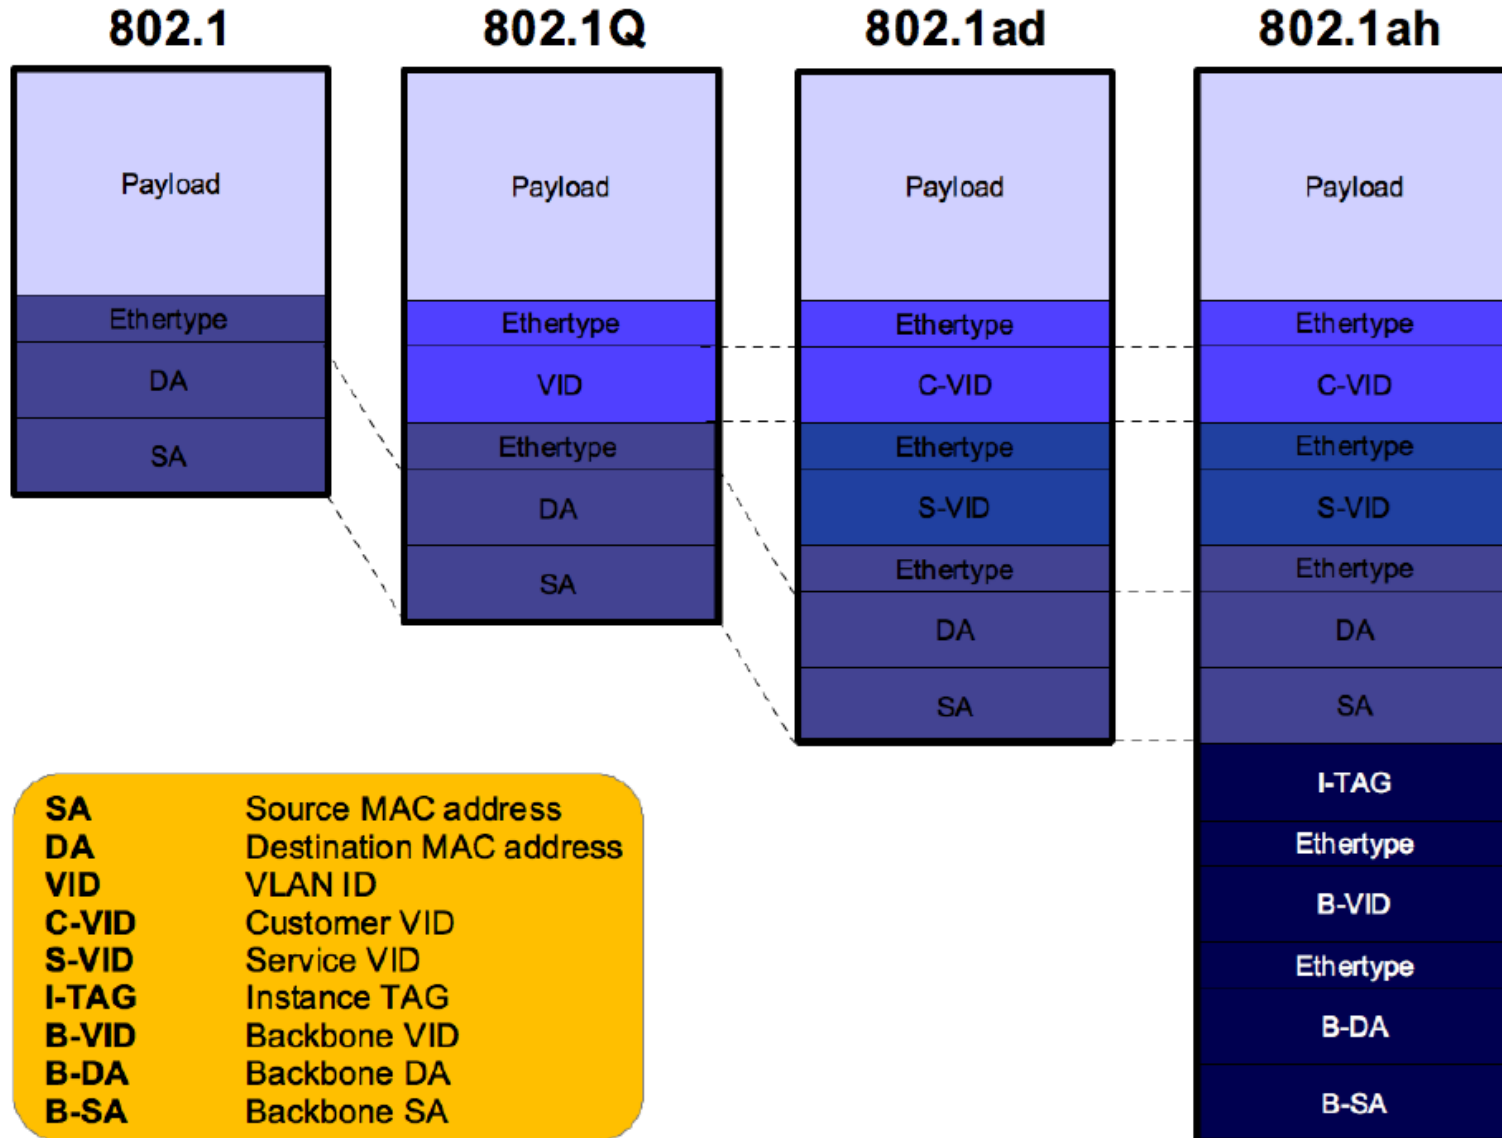 802.1
802.1Q
802.1ad
802.1ah
Payload
Ethertype
DA
SA
Payload
Ethertype
VID
Ethertype
DA
SA
Payload
Ethertype
C-VID
Ethertype
S-VID
Ethertype
DA
SA
Payload
Ethertype
C-VID
Ethertype
S-VID
Ethertype
DA
SA
I-TAG
Ethertype
B-VID
Ethertype
B-DA
B-SA
SA Source MAC address
DA Destination MAC address
VID VLAN ID
C-VID Customer VID
S-VID Service VID
I-TAG Instance TAG
B-VID Backbone VID
B-DA Backbone DA
B-SA Backbone SA